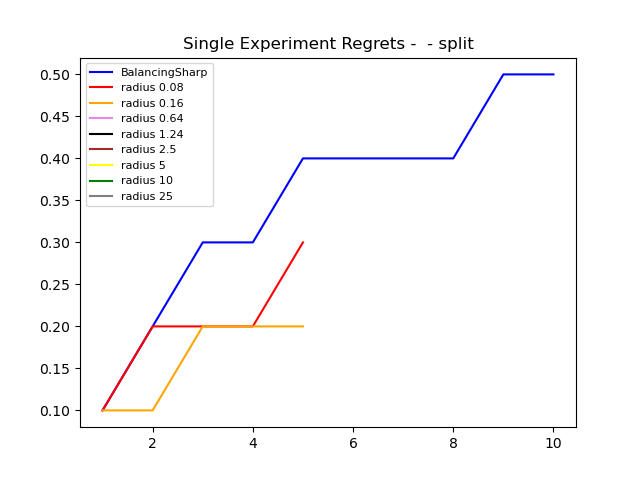 Single Experiment Regrets -  - split
BalancingSharp
radius 0.08
radius 0.16
radius 0.64
radius 1.24
radius 2.5
radius 5
radius 10
radius 25
0.50
0.45
0.40
0.35
0.30
0.25
0.20
0.15
0.10
2 4 6 8 10